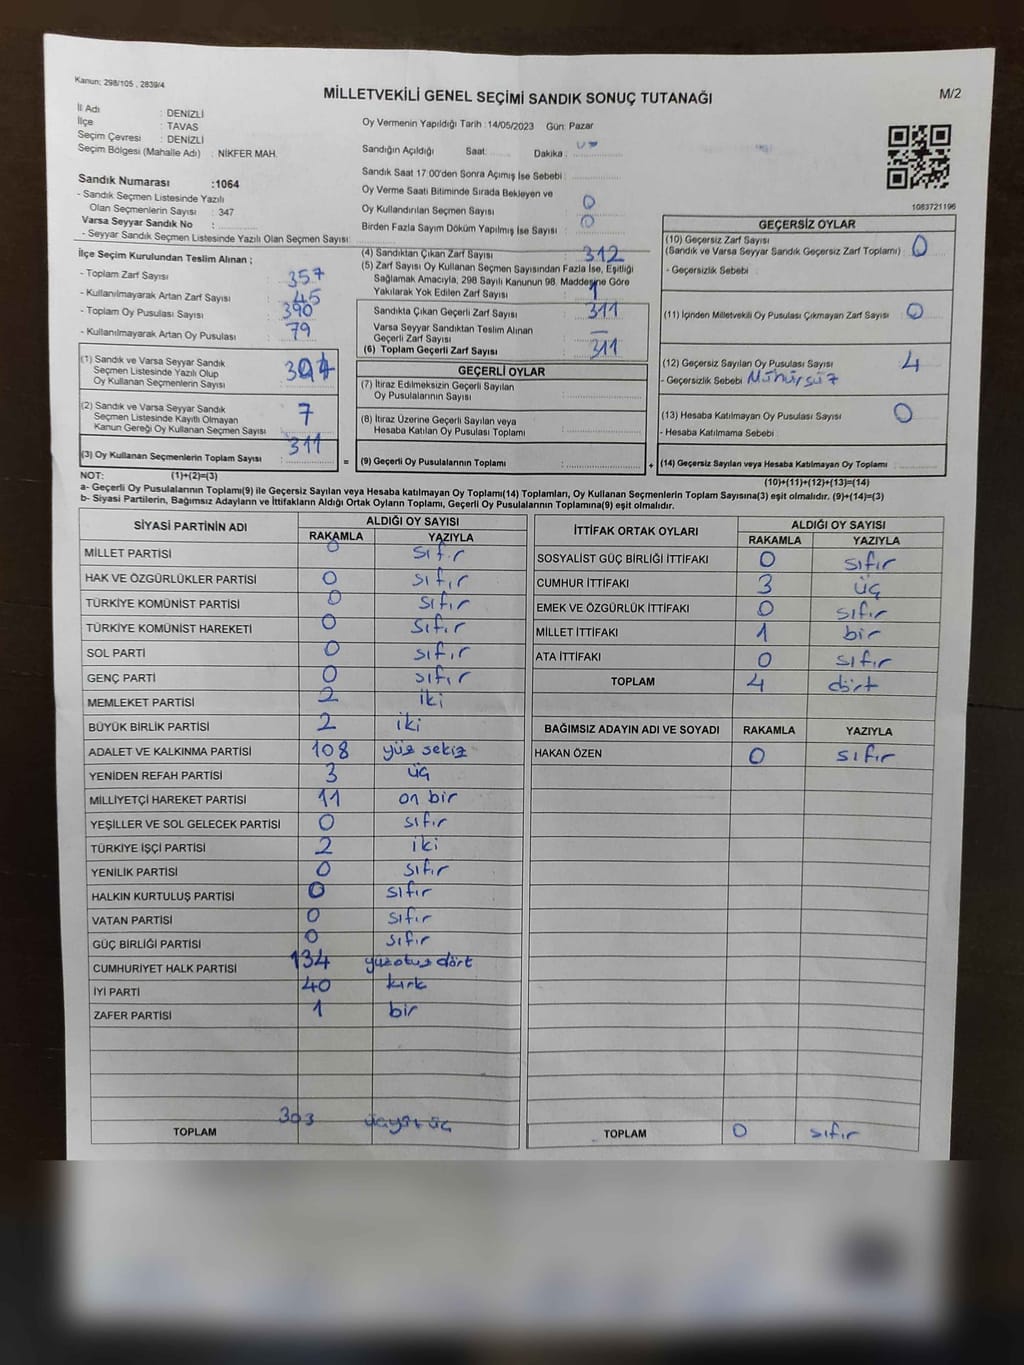 Kanun: 298/105 , 2839/4
MİLLETVEKİLİ GENEL SEÇİMİ SANDIK SONUÇ TUTANAĞI
M/2
İl Adı : DENİZLİ
İlçe : TAVAS
Seçim Çevresi : DENİZLİ
Seçim Bölgesi (Mahalle Adı) : NİKFER MAH.
Oy Vermenin Yapıldığı Tarih :14/05/2023 Gün: Pazar
Sandığın Açıldığı Saat: Dakika :
Sandık Saat 17:00'den Sonra Açımış İse Sebebi :
Oy Verme Saati Bitiminde Sırada Bekleyen ve
Oy Kullandırılan Seçmen Sayısı : 0
Birden Fazla Sayım Döküm Yapılmış İse Sayısı : 0
1083721196
Sandık Numarası :1064
- Sandık Seçmen Listesinde Yazılı
Olan Seçmenlerin Sayısı : 347
Varsa Seyyar Sandık No :
- Seyyar Sandık Seçmen Listesinde Yazılı Olan Seçmen Sayısı:
İlçe Seçim Kurulundan Teslim Alınan ;
- Toplam Zarf Sayısı : 357
- Kullanılmayarak Artan Zarf Sayısı : 45
- Toplam Oy Pusulası Sayısı : 390
- Kullanılmayarak Artan Oy Pusulası : 79
(1) Sandık ve Varsa Seyyar Sandık
Seçmen Listesinde Yazılı Olup
Oy Kullanan Seçmenlerin Sayısı :
(2) Sandık ve Varsa Seyyar Sandık
Seçmen Listesinde Kayıtlı Olmayan
Kanun Gereği Oy Kullanan Seçmen Sayısı : 7
(3) Oy Kullanan Seçmenlerin Toplam Sayısı : 311
(4) Sandıktan Çıkan Zarf Sayısı : 312
(5) Zarf Sayısı Oy Kullanan Seçmen Sayısından Fazla İse, Eşitliği
Sağlamak Amacıyla, 298 Sayılı Kanunun 98. Maddesine Göre
Yakılarak Yok Edilen Zarf Sayısı : 1
Sandıkta Çıkan Geçerli Zarf Sayısı : 311
Varsa Seyyar Sandıktan Teslim Alınan
Geçerli Zarf Sayısı : —
(6) Toplam Geçerli Zarf Sayısı : 311
GEÇERLİ OYLAR
(7) İtiraz Edilmeksizin Geçerli Sayılan
Oy Pusulalarının Sayısı :
(8) İtiraz Üzerine Geçerli Sayılan veya
Hesaba Katılan Oy Pusulası Toplamı :
= (9) Geçerli Oy Pusulalarının Toplamı :
GEÇERSİZ OYLAR
(10) Geçersiz Zarf Sayısı
(Sandık ve Varsa Seyyar Sandık Geçersiz Zarf Toplamı) : 0
- Geçersizlik Sebebi :
(11) İçinden Milletvekili Oy Pusulası Çıkmayan Zarf Sayısı : 0
(12) Geçersiz Sayılan Oy Pusulası Sayısı : 4
- Geçersizlik Sebebi : Mühürsüz
(13) Hesaba Katılmayan Oy Pusulası Sayısı : 0
- Hesaba Katılmama Sebebi :
+ (14) Geçersiz Sayılan veya Hesaba Katılmayan Oy Toplamı :
NOT: (1)+(2)=(3)
(10)+(11)+(12)+(13)=(14)
a- Geçerli Oy Pusulalarının Toplamı(9) ile Geçersiz Sayılan veya Hesaba katılmayan Oy Toplamı(14) Toplamları, Oy Kullanan Seçmenlerin Toplam Sayısına(3) eşit olmalıdır. (9)+(14)=(3)
b- Siyasi Partilerin, Bağımsız Adayların ve İttifakların Aldığı Ortak Oyların Toplamı, Geçerli Oy Pusulalarının Toplamına(9) eşit olmalıdır.
SİYASİ PARTİNİN ADI ALDIĞI OY SAYISI
RAKAMLA YAZIYLA
MİLLET PARTİSİ 0 sıfır
HAK VE ÖZGÜRLÜKLER PARTİSİ 0 sıfır
TÜRKİYE KOMÜNİST PARTİSİ 0 sıfır
TÜRKİYE KOMÜNİST HAREKETİ 0 sıfır
SOL PARTİ 0 sıfır
GENÇ PARTİ 0 sıfır
MEMLEKET PARTİSİ 2 iki
BÜYÜK BİRLİK PARTİSİ 2 iki
ADALET VE KALKINMA PARTİSİ 108 yüz sekiz
YENİDEN REFAH PARTİSİ 3 üç
MİLLİYETÇİ HAREKET PARTİSİ 11 on bir
YEŞİLLER VE SOL GELECEK PARTİSİ 0 sıfır
TÜRKİYE İŞÇİ PARTİSİ 2 iki
YENİLİK PARTİSİ 0 sıfır
HALKIN KURTULUŞ PARTİSİ 0 sıfır
VATAN PARTİSİ 0 sıfır
GÜÇ BİRLİĞİ PARTİSİ 0 sıfır
CUMHURİYET HALK PARTİSİ 134 yüzotuz dört
İYİ PARTİ 40 kırk
ZAFER PARTİSİ 1 bir
TOPLAM 303 üçyüz üç
İTTİFAK ORTAK OYLARI ALDIĞI OY SAYISI
RAKAMLA YAZIYLA
SOSYALİST GÜÇ BİRLİĞİ İTTİFAKI 0 sıfır
CUMHUR İTTİFAKI 3 üç
EMEK VE ÖZGÜRLÜK İTTİFAKI 0 sıfır
MİLLET İTTİFAKI 1 bir
ATA İTTİFAKI 0 sıfır
TOPLAM 4 dört
BAĞIMSIZ ADAYIN ADI VE SOYADI RAKAMLA YAZIYLA
HAKAN ÖZEN 0 sıfır
TOPLAM 0 sıfır